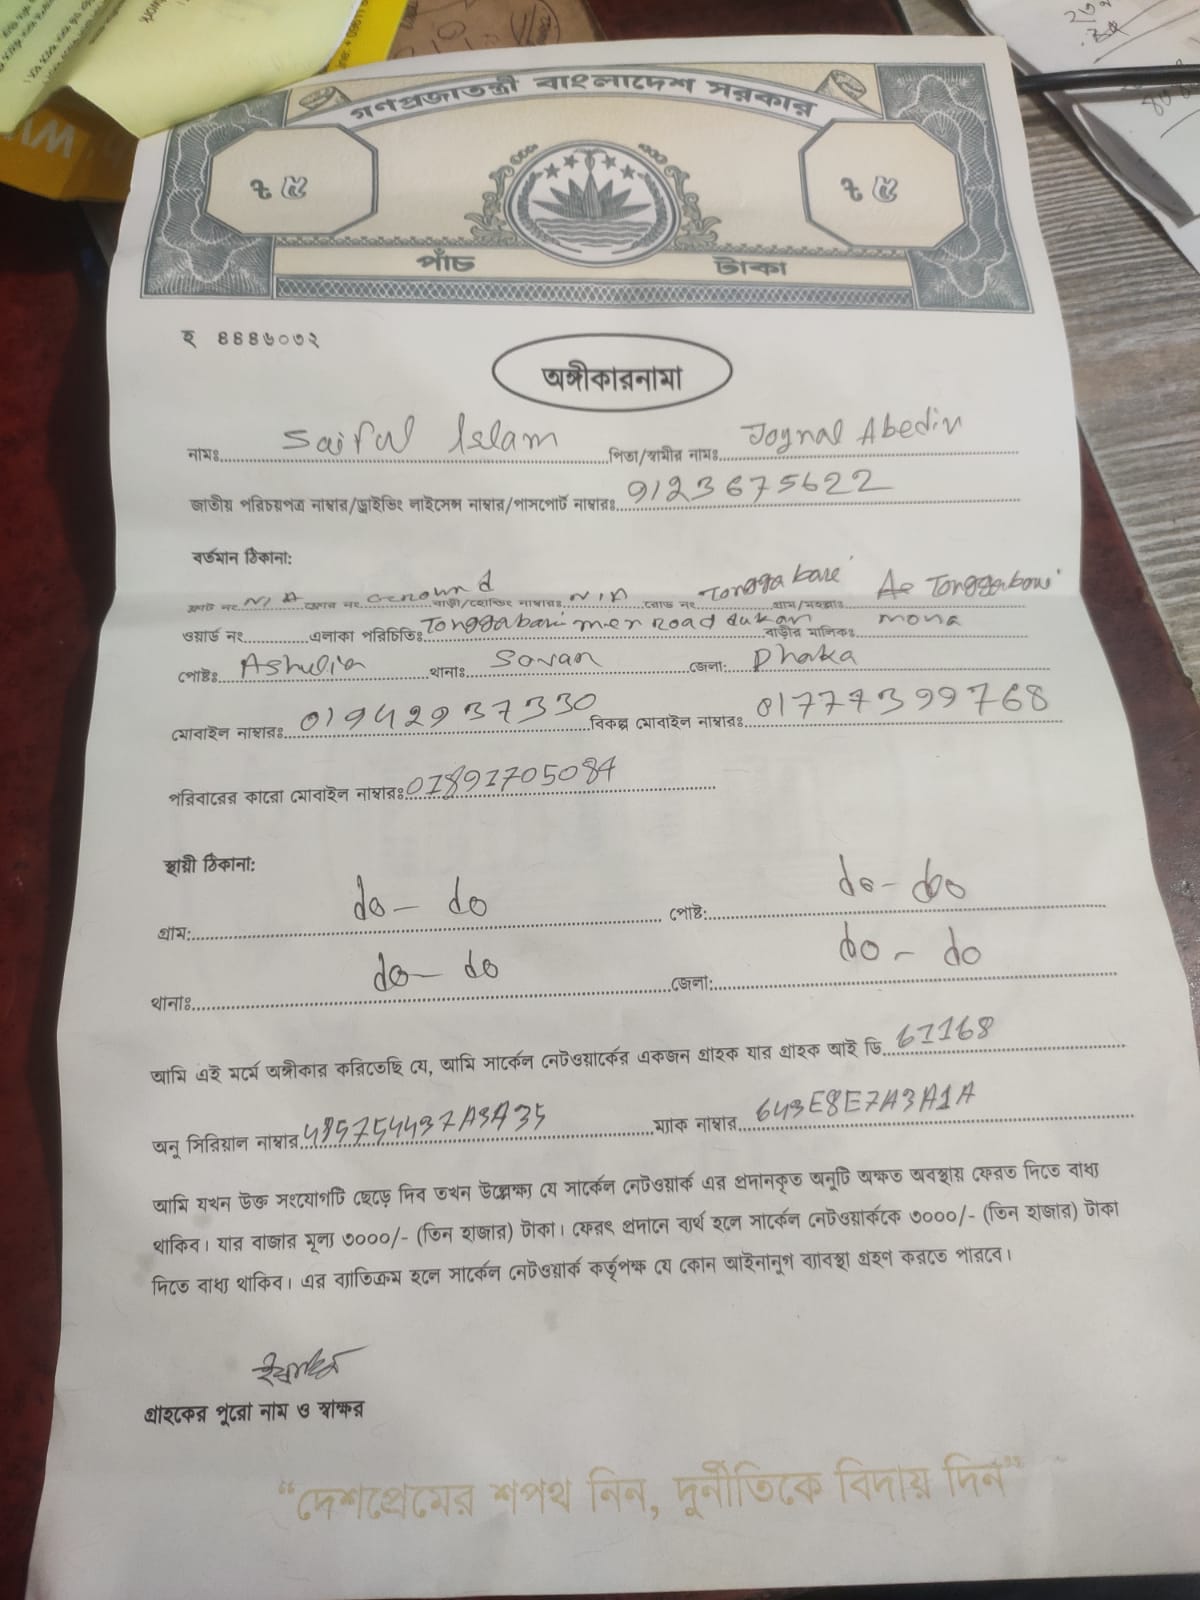 গণপ্রজাতন্ত্রী বাংলাদেশ সরকার
৳ ৫ ৳ ৫
পাঁচ টাকা
হ ৪৪৪৬০৩২
অঙ্গীকারনামা
নামঃ Saiful Islam পিতা/স্বামীর নামঃ Joynal Abedin
জাতীয় পরিচয়পত্র নাম্বার/ড্রাইভিং লাইসেন্স নাম্বার/পাসপোর্ট নাম্বারঃ 9123675622
বর্তমান ঠিকানা:
ফ্লাট নং N/A ফ্লোর নং Ground বাড়ী/হোল্ডিং নাম্বারঃ N/A রোড নং Tonggabari গ্রাম/মহল্লাঃ Tonggabari
ওয়ার্ড নং এলাকা পরিচিতিঃ Tonggabari road dukan বাড়ীর মালিকঃ mona
পোষ্টঃ Ashulia থানাঃ Savar জেলা: Dhaka
মোবাইল নাম্বারঃ 01942937330 বিকল্প মোবাইল নাম্বারঃ 01777399768
পরিবারের কারো মোবাইল নাম্বারঃ 01891705084
স্থায়ী ঠিকানা:
গ্রাম: do - do পোষ্ট: do - do
থানাঃ do - do জেলা: do - do
আমি এই মর্মে অঙ্গীকার করিতেছি যে, আমি সার্কেল নেটওয়ার্কের একজন গ্রাহক যার গ্রাহক আই ডি 61168
অনু সিরিয়াল নাম্বার 485754437A3A35 ম্যাক নাম্বার 643E8E7A3A1A
আমি যখন উক্ত সংযোগটি ছেড়ে দিব তখন উল্লেক্ষ্য যে সার্কেল নেটওয়ার্ক এর প্রদানকৃত অনুটি অক্ষত অবস্থায় ফেরত দিতে বাধ্য
থাকিব। যার বাজার মূল্য ৩০০০/- (তিন হাজার) টাকা। ফেরৎ প্রদানে ব্যর্থ হলে সার্কেল নেটওয়ার্ককে ৩০০০/- (তিন হাজার) টাকা
দিতে বাধ্য থাকিব। এর ব্যাতিক্রম হলে সার্কেল নেটওয়ার্ক কর্তৃপক্ষ যে কোন আইনানুগ ব্যাবস্থা গ্রহণ করতে পারবে।
গ্রাহকের পুরো নাম ও স্বাক্ষর
“দেশপ্রেমের শপথ নিন, দুর্নীতিকে বিদায় দিন”